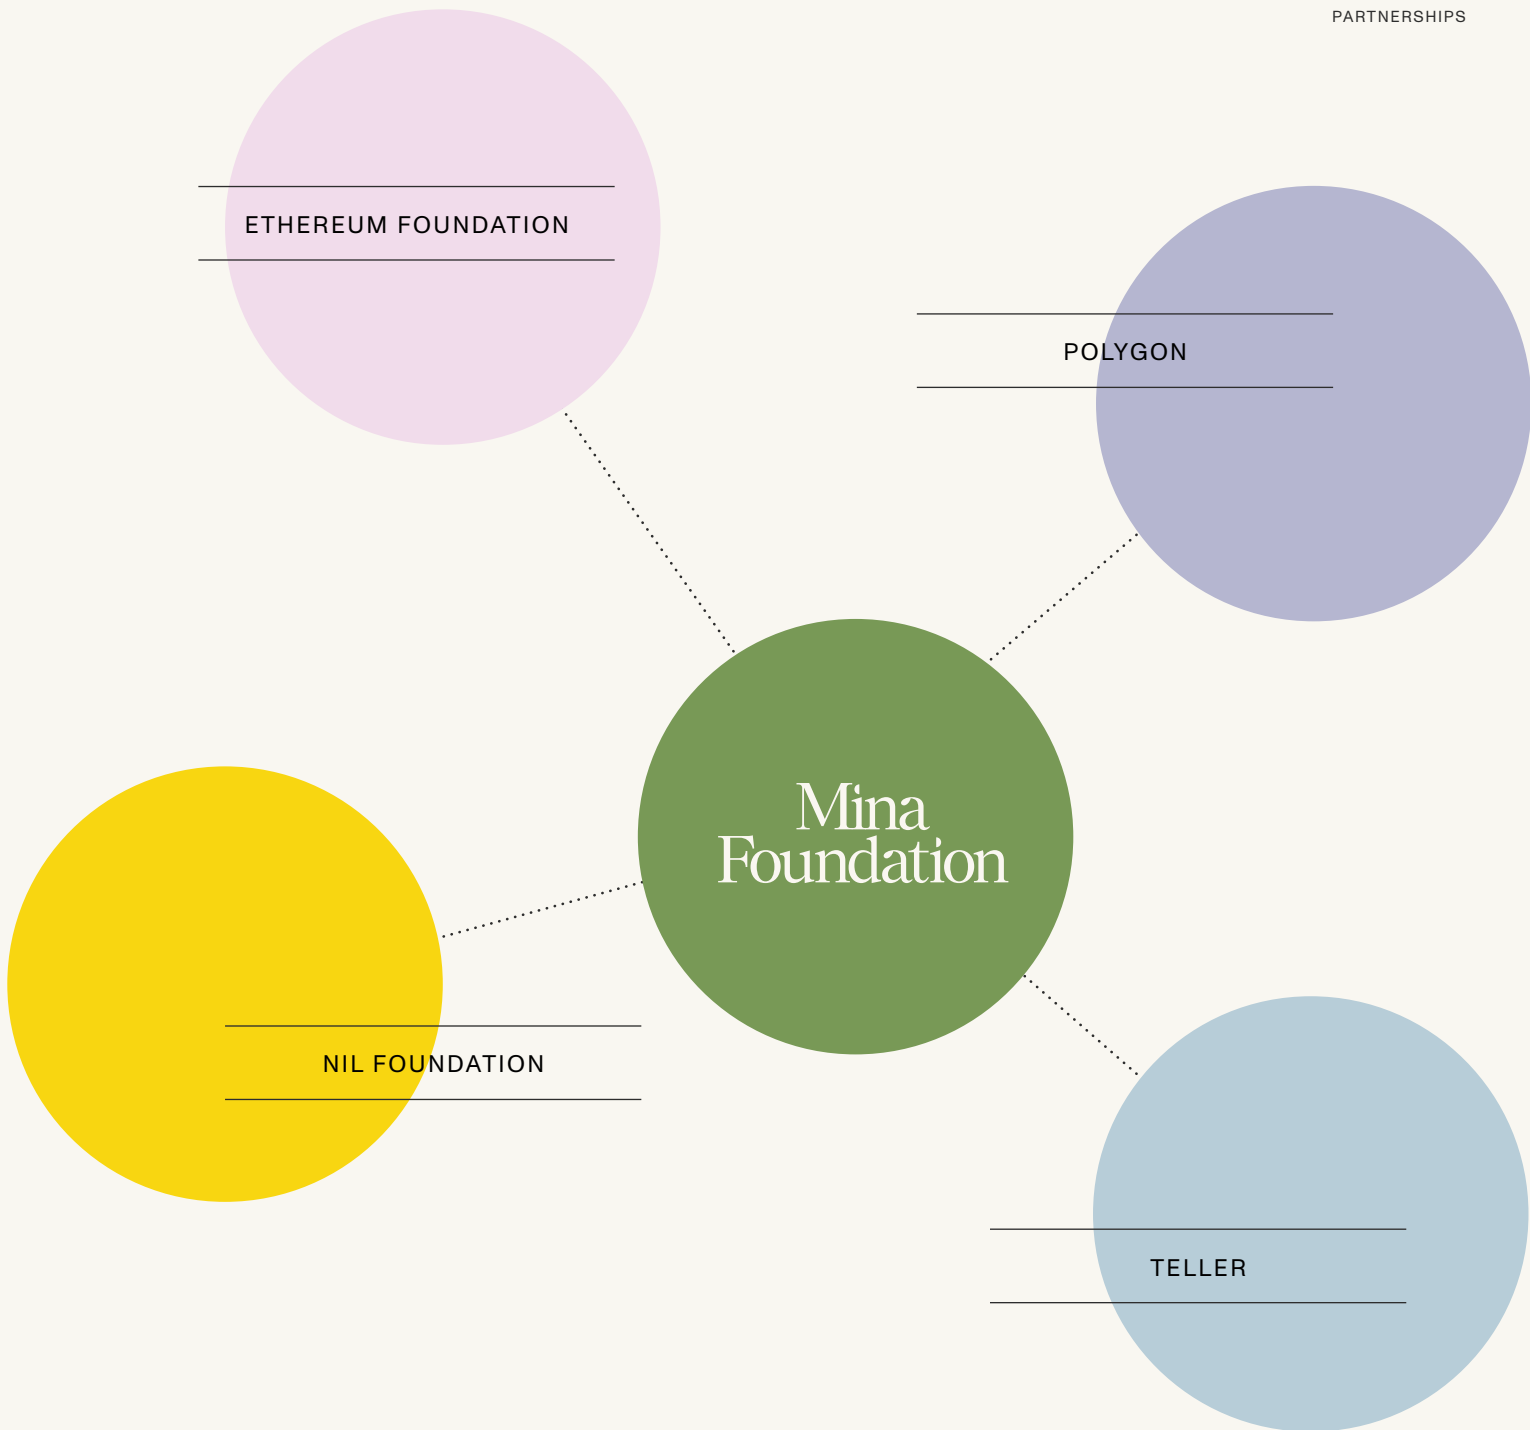 PARTNERSHIPS
ETHEREUM FOUNDATION
POLYGON
Mina
Foundation
NIL FOUNDATION
TELLER